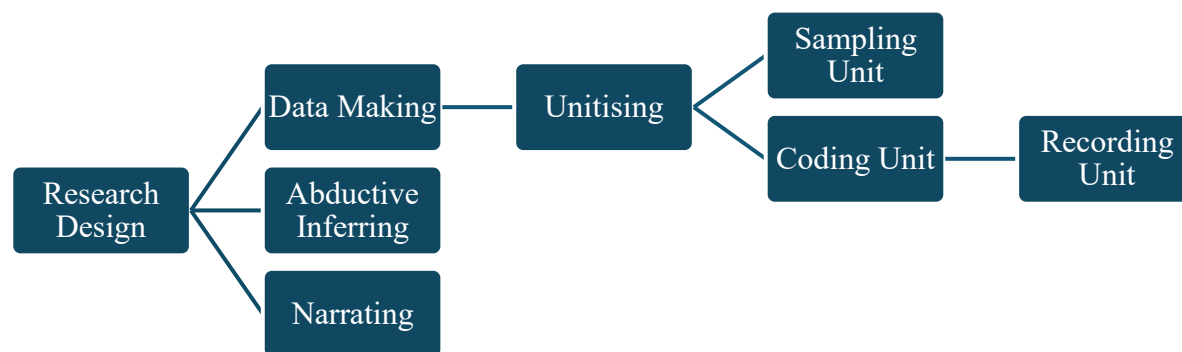 Research
Design
Data Making
Abductive
Inferring
Narrating
Unitising
Sampling
Unit
Coding Unit
Recording
Unit